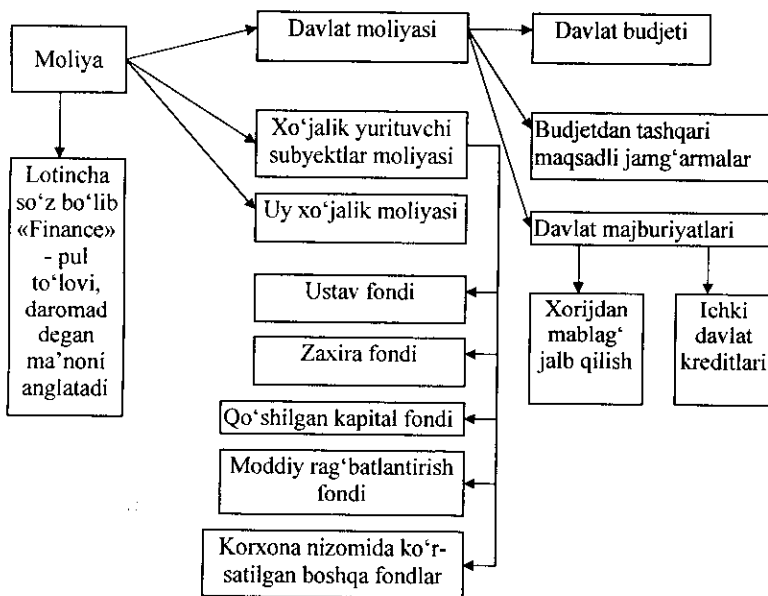 Moliya
Lotincha
so‘z bo‘lib
«Finance»
- pul
to‘lovi,
daromad
degan
ma’noni
anglatadi
Davlat moliyasi
Xo‘jalik yurituvchi
subyektlar moliyasi
Uy xo‘jalik moliyasi
Ustav fondi
Zaxira fondi
Qo‘shilgan kapital fondi
Moddiy rag‘batlantirish
fondi
Korxona nizomida ko‘r-
satilgan boshqa fondlar
Davlat budjeti
Budjetdan tashqari
maqsadli jamg‘armalar
Davlat majburiyatlari
Xorijdan
mablag‘
jalb qilish
Ichki
davlat
kreditlari